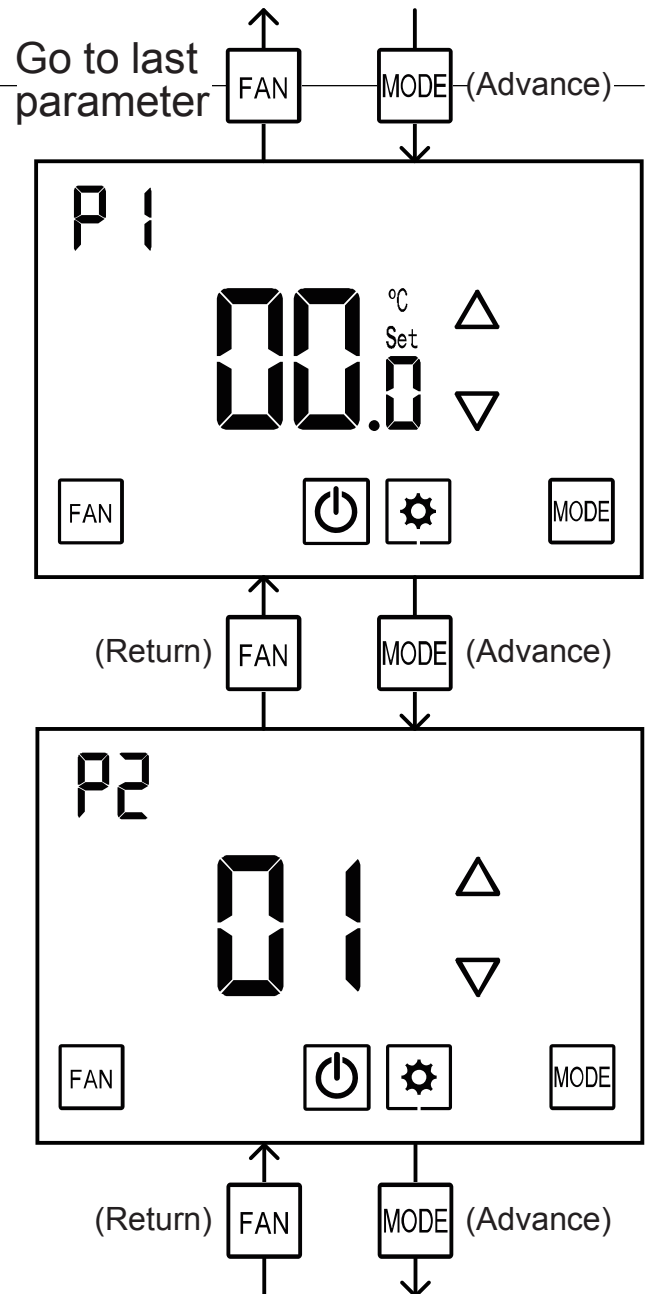 Go to last
parameter
FAN
MODE
(Advance)
P1
°C
Set
00.0
FAN
MODE
(Return)
FAN
MODE
(Advance)
P2
01
FAN
MODE
(Return)
FAN
MODE
(Advance)